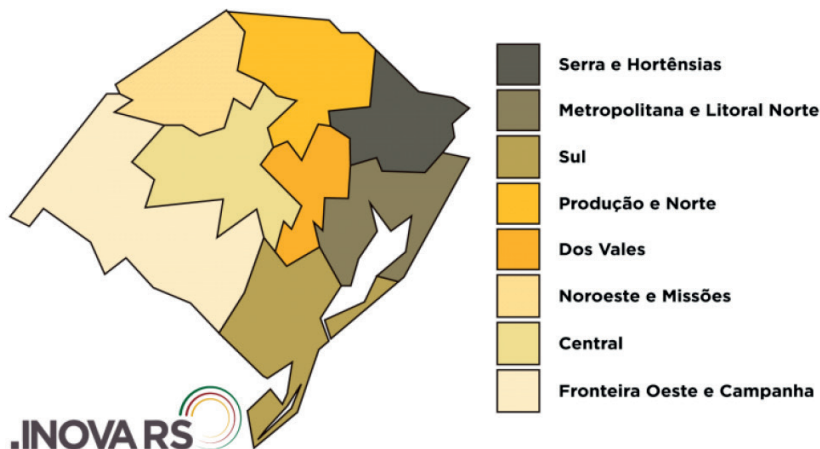 Serra e Hortênsias
Metropolitana e Litoral Norte
Sul
Produção e Norte
Dos Vales
Noroeste e Missões
Central
Fronteira Oeste e Campanha
.INOVA RS